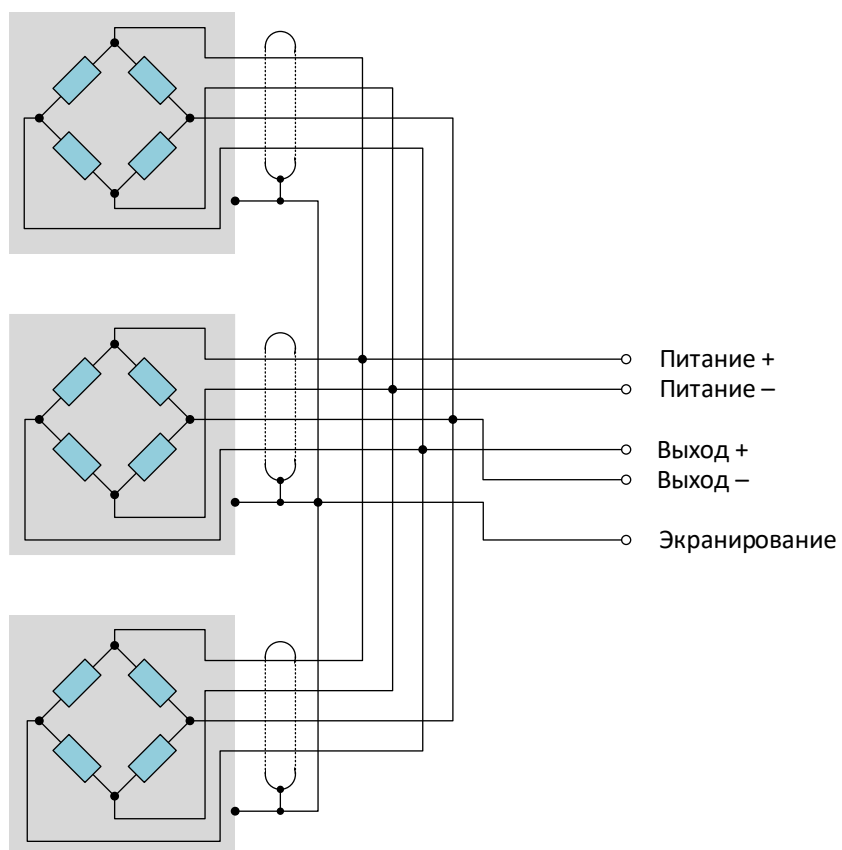 Питание +
Питание –
Выход +
Выход –
Экранирование